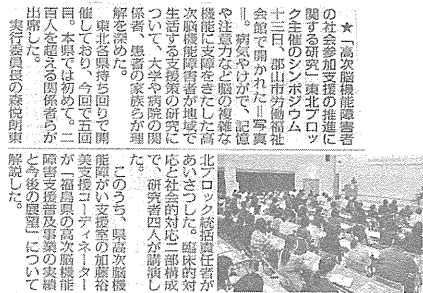 ★「高次脳機能障害者
の社会参加支援の推進に
関する研究」東北ブロッ
ク主催のシンポジウム
十三日、郡山市労働福祉
会館で開かれた＝写真
＝。病気やけがで、記憶
や注意力など脳の複雑な
機能に支障をきたした高
次脳機能障害者が地域で
生活する支援策の研究に
ついて、大学や病院の関
係者、患者の家族らが理
解を深めた。
東北各県持ち回りで開
催しており、今回で五回
目。本県では初めて。二
百人を超える関係者らが
出席した。
実行委員長の森悦朗東
北ブロック統括責任者が
あいさつした。臨床的対
応と社会的対応二部構成
で、研究者四人が講演し
た。
このうち、県高次脳機
能障がい支援室の加藤裕
美支援コーディネーター
が「福島県の高次脳機能
障害支援普及事業の実績
と今後の展望」について
解説した。